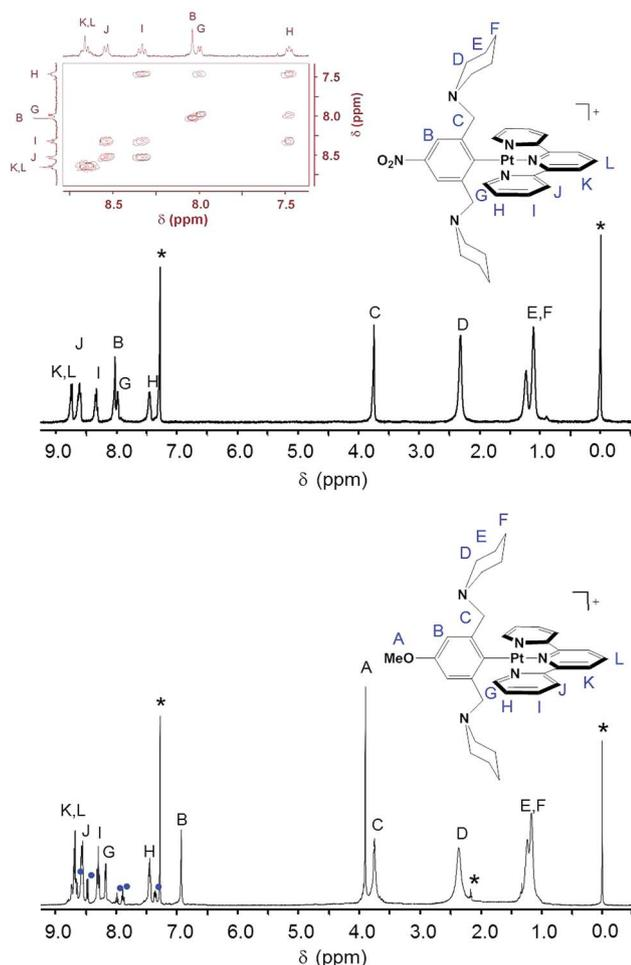 K,L J I B G H
H
G
B
I
J
K,L
7.5
8.0
8.5
δ (ppm)
8.5 8.0 7.5
δ (ppm)
F
E
D
N
C
B
O₂N
Pt
N
N
N
+
L
K
J
I
H
G
N
K,L J I B G H * C D E,F *
9.0 8.0 7.0 6.0 5.0 4.0 3.0 2.0 1.0 0.0
δ (ppm)
F
E
D
N
C
B
A
MeO
Pt
N
N
N
+
L
K
J
I
H
G
N
K,L J I G H * B A C D * E,F *
9.0 8.0 7.0 6.0 5.0 4.0 3.0 2.0 1.0 0.0
δ (ppm)